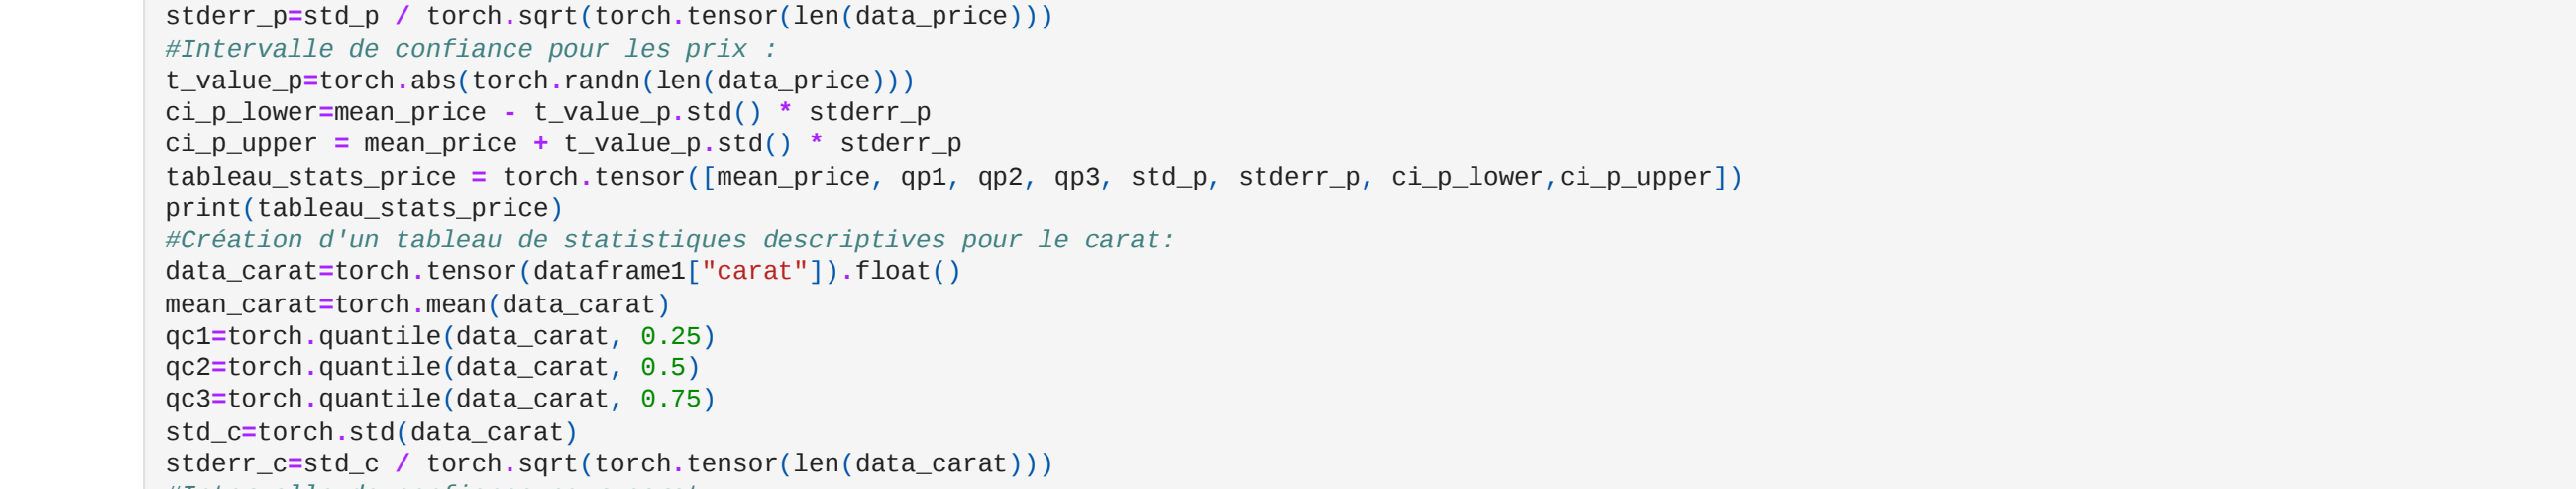 stderr_p=std_p / torch.sqrt(torch.tensor(len(data_price)))
#Intervalle de confiance pour les prix :
t_value_p=torch.abs(torch.randn(len(data_price)))
ci_p_lower=mean_price - t_value_p.std() * stderr_p
ci_p_upper = mean_price + t_value_p.std() * stderr_p
tableau_stats_price = torch.tensor([mean_price, qp1, qp2, qp3, std_p, stderr_p, ci_p_lower,ci_p_upper])
print(tableau_stats_price)
#Création d'un tableau de statistiques descriptives pour le carat:
data_carat=torch.tensor(dataframe1["carat"]).float()
mean_carat=torch.mean(data_carat)
qc1=torch.quantile(data_carat, 0.25)
qc2=torch.quantile(data_carat, 0.5)
qc3=torch.quantile(data_carat, 0.75)
std_c=torch.std(data_carat)
stderr_c=std_c / torch.sqrt(torch.tensor(len(data_carat)))